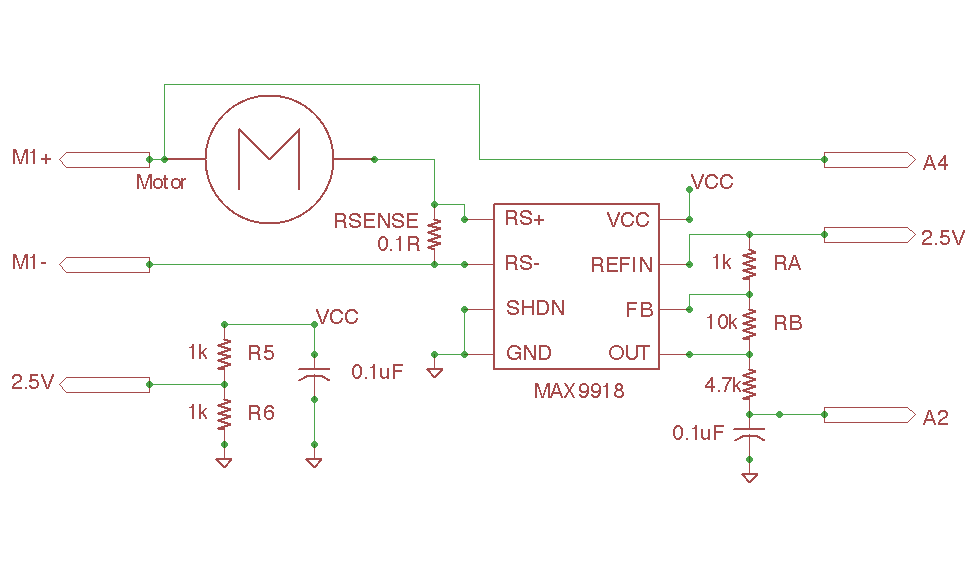 M1+
Motor
M
A4
VCC
RSENSE
0.1R
RS+
VCC
2.5V
M1-
RS-
REFIN
1k
RA
SHDN
FB
10k
RB
VCC
1k
R5
GND
OUT
0.1uF
2.5V
MAX9918
4.7k
1k
R6
A2
0.1uF